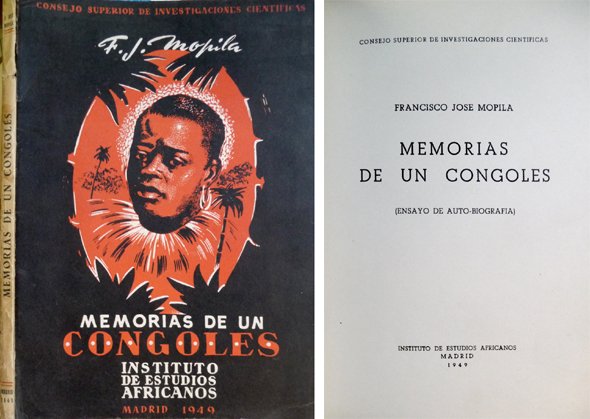 MEMORIAS DE UN CONGOLES
MADRID
1949
CONSEJO SUPERIOR DE INVESTIGACIONES CIENTIFICAS
F. J. Mopila
MEMORIAS DE UN
CONGOLES
INSTITUTO
DE ESTUDIOS
AFRICANOS
MADRID 1949
CONSEJO SUPERIOR DE INVESTIGACIONES CIENTIFICAS
FRANCISCO JOSE MOPILA
MEMORIAS
DE UN CONGOLES
(ENSAYO DE AUTO-BIOGRAFIA)
INSTITUTO DE ESTUDIOS AFRICANOS
MADRID
1949